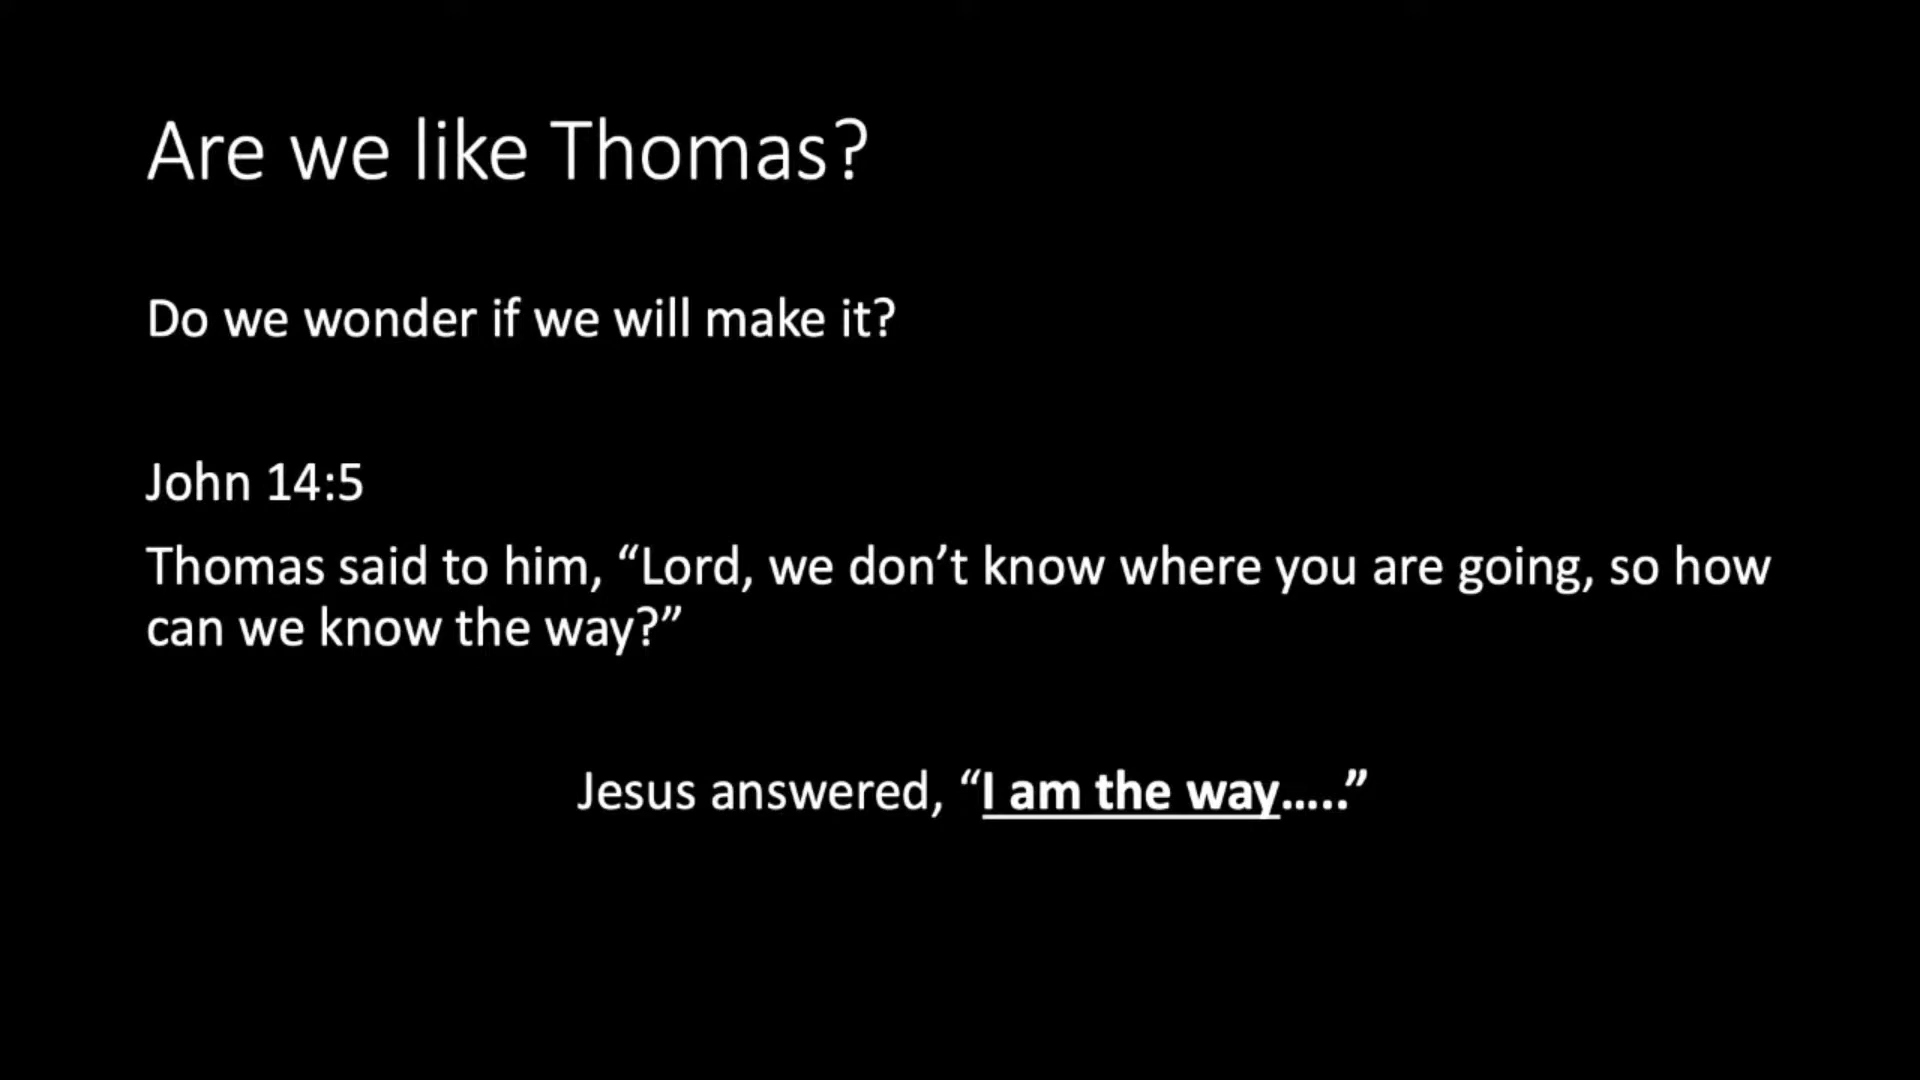 Are we like Thomas?
Do we wonder if we will make it?
John 14:5
Thomas said to him, “Lord, we don’t know where you are going, so how
can we know the way?”
Jesus answered, “I am the way.....”